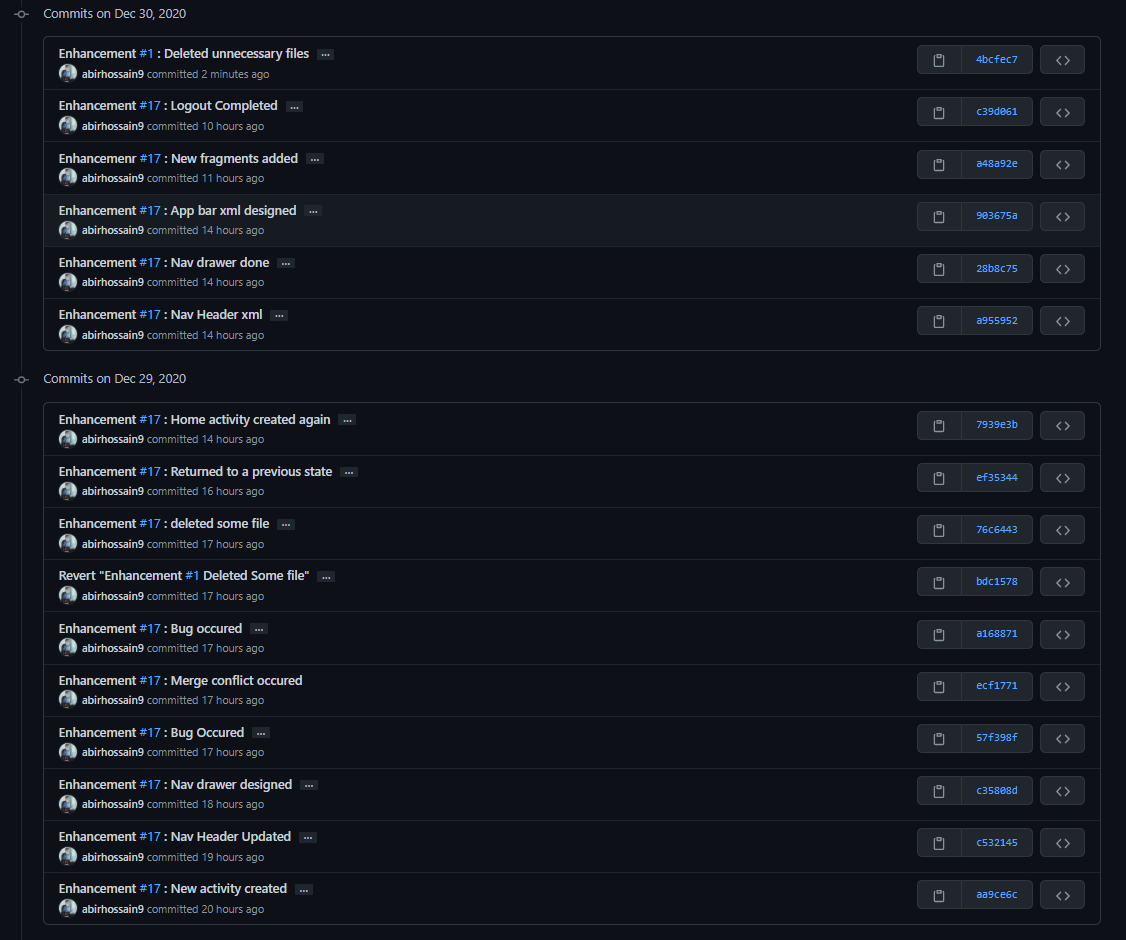 Commits on Dec 30, 2020
Enhancement #1 : Deleted unnecessary files ...
abirhossain9 committed 2 minutes ago
4bcfec7
Enhancement #17 : Logout Completed ...
abirhossain9 committed 10 hours ago
c39d061
Enhancemenr #17 : New fragments added ...
abirhossain9 committed 11 hours ago
a48a92e
Enhancement #17 : App bar xml designed ...
abirhossain9 committed 14 hours ago
903675a
Enhancement #17 : Nav drawer done ...
abirhossain9 committed 14 hours ago
28b8c75
Enhancement #17 : Nav Header xml ...
abirhossain9 committed 14 hours ago
a955952
Commits on Dec 29, 2020
Enhancement #17 : Home activity created again ...
abirhossain9 committed 14 hours ago
7939e3b
Enhancement #17 : Returned to a previous state ...
abirhossain9 committed 16 hours ago
ef35344
Enhancement #17 : deleted some file ...
abirhossain9 committed 17 hours ago
76c6443
Revert "Enhancement #1 Deleted Some file" ...
abirhossain9 committed 17 hours ago
bdc1578
Enhancement #17 : Bug occured ...
abirhossain9 committed 17 hours ago
a168871
Enhancement #17 : Merge conflict occured
abirhossain9 committed 17 hours ago
ecf1771
Enhancement #17 : Bug Occured ...
abirhossain9 committed 17 hours ago
57f398f
Enhancement #17 : Nav drawer designed ...
abirhossain9 committed 18 hours ago
c35808d
Enhancement #17 : Nav Header Updated ...
abirhossain9 committed 19 hours ago
c532145
Enhancement #17 : New activity created ...
abirhossain9 committed 20 hours ago
aa9ce6c